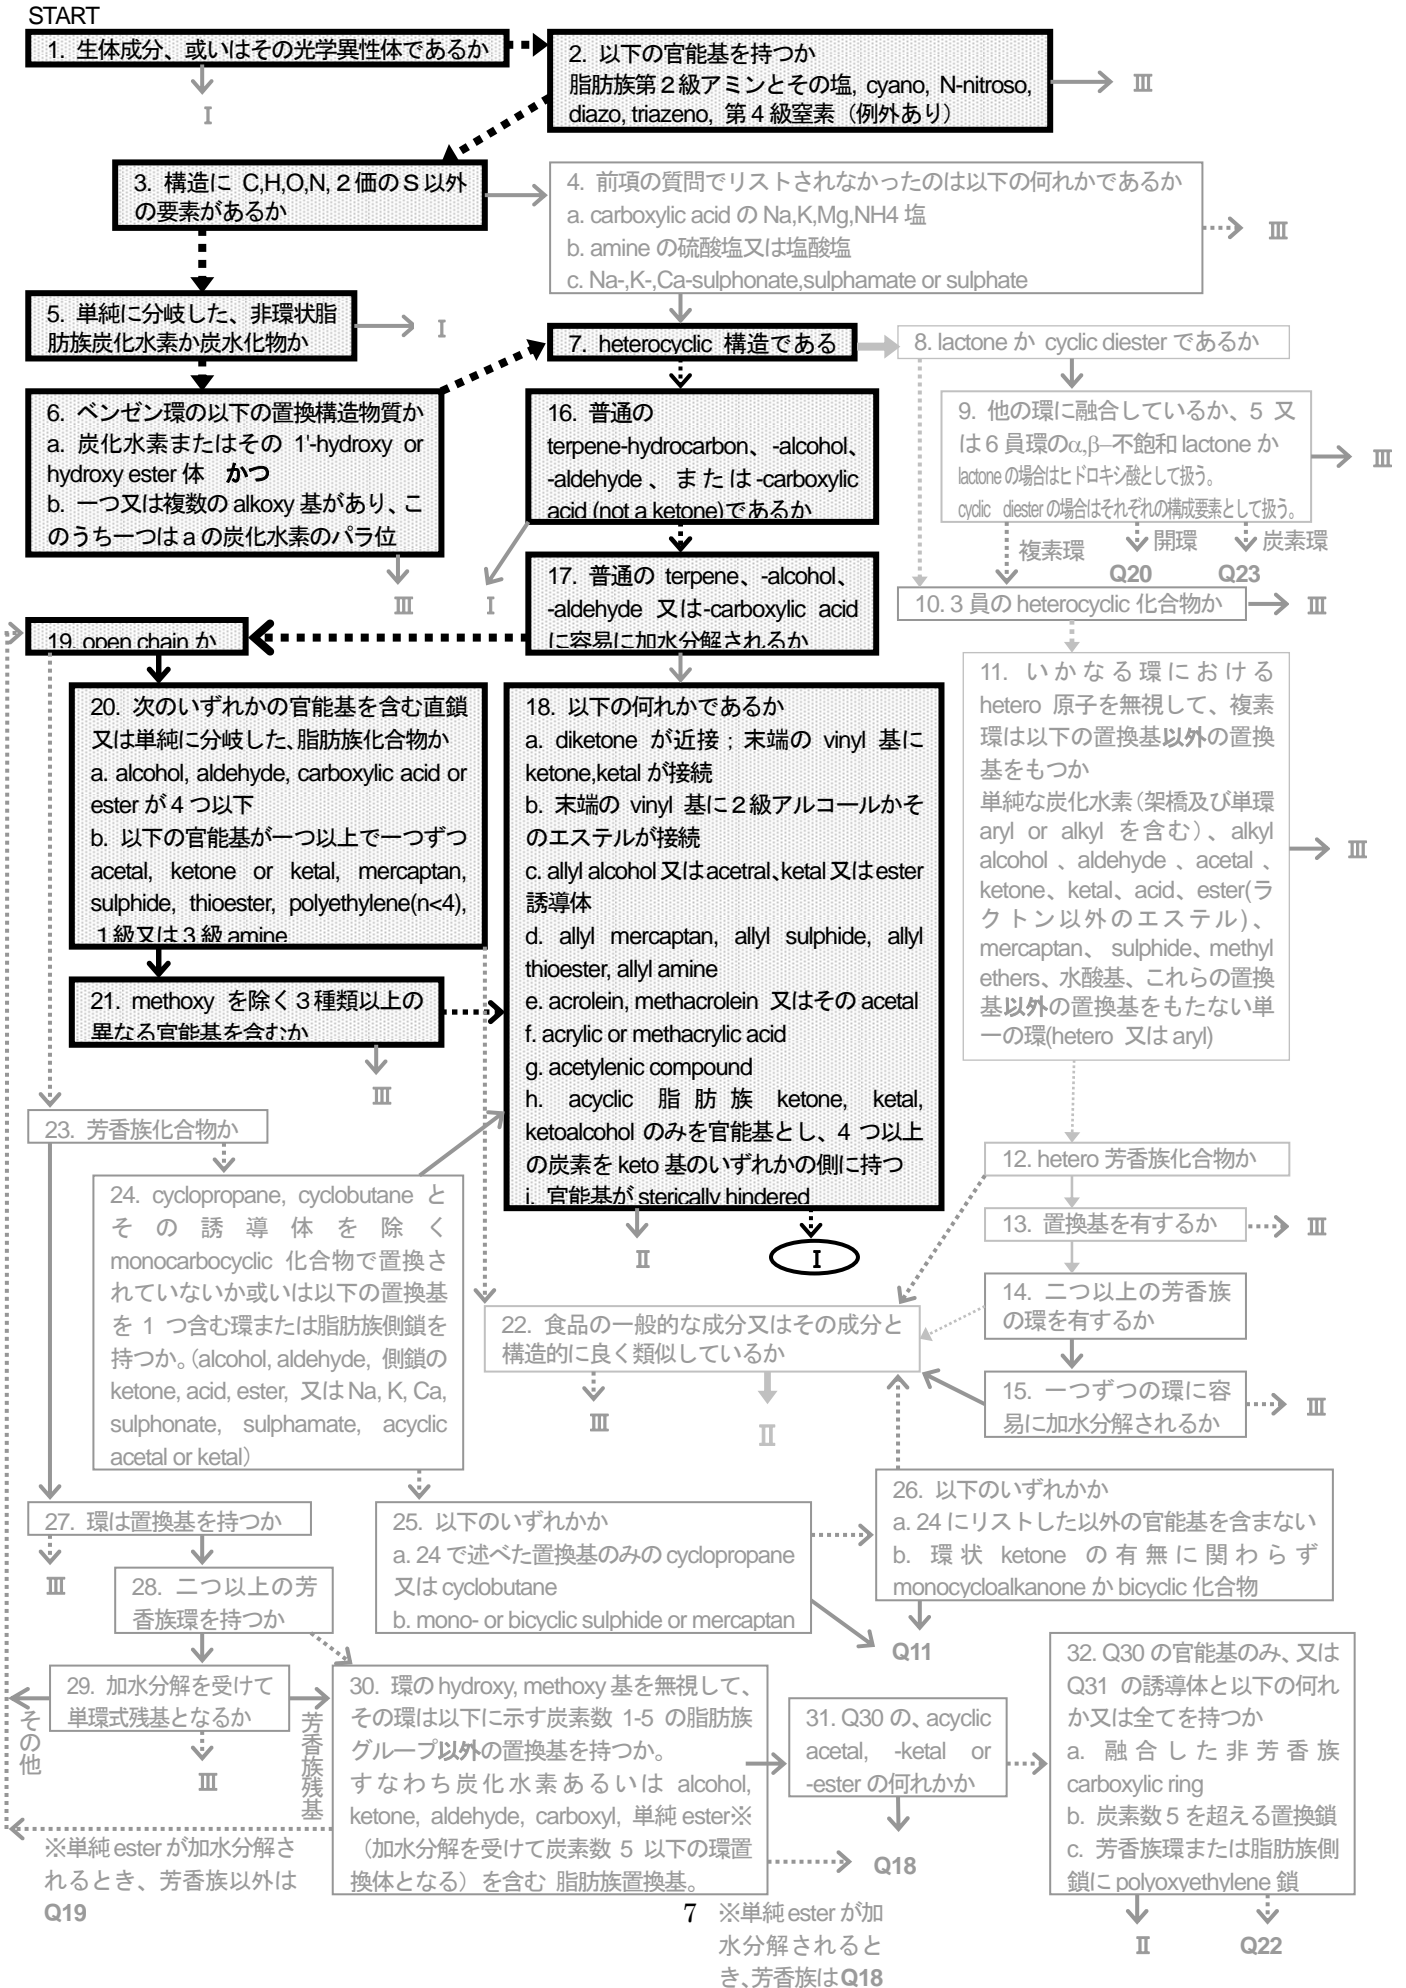 START
1. 生体成分、或いはその光学異性体であるか
I
2. 以下の官能基を持つか
脂肪族第２級アミンとその塩, cyano, N-nitroso,
diazo, triazeno, 第４級窒素（例外あり）
Ⅲ
3. 構造に C,H,O,N,２価のＳ以外
の要素があるか
4. 前項の質問でリストされなかったのは以下の何れかであるか
a. carboxylic acid の Na,K,Mg,NH4 塩
b. amine の硫酸塩又は塩酸塩
c. Na-,K-,Ca-sulphonate,sulphamate or sulphate
Ⅲ
5. 単純に分岐した、非環状脂
肪族炭化水素か炭水化物か
I
6. ベンゼン環の以下の置換構造物質か
a. 炭化水素またはその 1'-hydroxy or
hydroxy ester 体 かつ
b. 一つ又は複数の alkoxy 基があり、こ
のうち一つはａの炭化水素のパラ位
Ⅲ
7. heterocyclic 構造である
8. lactone か cyclic diester であるか
9. 他の環に融合しているか、５又
は６員環のα,β–不飽和 lactone か
lactone の場合はヒドロキシ酸として扱う。
cyclic diester の場合はそれぞれの構成要素として扱う。
Ⅲ
複素環
開環
炭素環
Q20
Q23
10. 3 員の heterocyclic 化合物か
Ⅲ
16. 普通の
terpene-hydrocarbon、-alcohol、
-aldehyde 、または-carboxylic
acid (not a ketone)であるか
I
17. 普通の terpene、-alcohol、
-aldehyde 又は-carboxylic acid
に容易に加水分解されるか
19. open chain か
20. 次のいずれかの官能基を含む直鎖
又は単純に分岐した、脂肪族化合物か
a. alcohol, aldehyde, carboxylic acid or
ester が４つ以下
b. 以下の官能基が一つ以上で一つずつ
acetal, ketone or ketal, mercaptan,
sulphide, thioester, polyethylene(n<4),
１級又は３級 amine
21. methoxy を除く３種類以上の
異なる官能基を含むか
Ⅲ
18. 以下の何れかであるか
a. diketone が近接；末端の vinyl 基に
ketone,ketal が接続
b. 末端の vinyl 基に２級アルコールかそ
のエステルが接続
c. allyl alcohol 又は acetral、ketal 又は ester
誘導体
d. allyl mercaptan, allyl sulphide, allyl
thioester, allyl amine
e. acrolein, methacrolein 又はその acetal
f. acrylic or methacrylic acid
g. acetylenic compound
h. acyclic 脂肪族 ketone, ketal,
ketoalcohol のみを官能基とし、4 つ以上
の炭素を keto 基のいずれかの側に持つ
i. 官能基が sterically hindered
Ⅱ
I
11. いかなる環における
hetero 原子を無視して、複素
環は以下の置換基以外の置換
基をもつか
単純な炭化水素（架橋及び単環
aryl or alkyl を含む）、alkyl
alcohol 、aldehyde 、acetal 、
ketone、ketal、acid、ester(ラ
クトン以外のエステル)、
mercaptan、 sulphide、methyl
ethers、水酸基、これらの置換
基以外の置換基をもたない単
一の環(hetero 又は aryl)
Ⅲ
12. hetero 芳香族化合物か
13. 置換基を有するか
Ⅲ
14. 二つ以上の芳香族
の環を有するか
15. 一つずつの環に容
易に加水分解されるか
Ⅲ
22. 食品の一般的な成分又はその成分と
構造的に良く類似しているか
Ⅲ
Ⅱ
23. 芳香族化合物か
24. cyclopropane, cyclobutane と
その誘導体を除く
monocarbocyclic 化合物で置換さ
れていないか或いは以下の置換基
を 1 つ含む環または脂肪族側鎖を
持つか。（alcohol, aldehyde, 側鎖の
ketone, acid, ester, 又は Na, K, Ca,
sulphonate, sulphamate, acyclic
acetal or ketal）
25. 以下のいずれかか
a. 24 で述べた置換基のみの cyclopropane
又は cyclobutane
b. mono- or bicyclic sulphide or mercaptan
26. 以下のいずれかか
a. 24 にリストした以外の官能基を含まない
b. 環状 ketone の有無に関わらず
monocycloalkanone か bicyclic 化合物
Q11
27. 環は置換基を持つか
Ⅲ
28. 二つ以上の芳
香族環を持つか
29. 加水分解を受けて
単環式残基となるか
その他
芳香族残基
Ⅲ
30. 環の hydroxy, methoxy 基を無視して、
その環は以下に示す炭素数 1-5 の脂肪族
グループ以外の置換基を持つか。
すなわち炭化水素あるいは alcohol,
ketone, aldehyde, carboxyl, 単純 ester※
（加水分解を受けて炭素数 5 以下の環置
換体となる）を含む 脂肪族置換基。
31. Q30 の、acyclic
acetal, -ketal or
-ester の何れかか
Q18
32. Q30 の官能基のみ、又は
Q31 の誘導体と以下の何れ
か又は全てを持つか
a. 融合した非芳香族
carboxylic ring
b. 炭素数 5 を超える置換鎖
c. 芳香族環または脂肪族側
鎖に polyoxyethylene 鎖
Ⅱ
Q22
※単純 ester が加水分解さ
れるとき、芳香族以外は
Q19
7
※単純 ester が加
水分解されると
き、芳香族は Q18